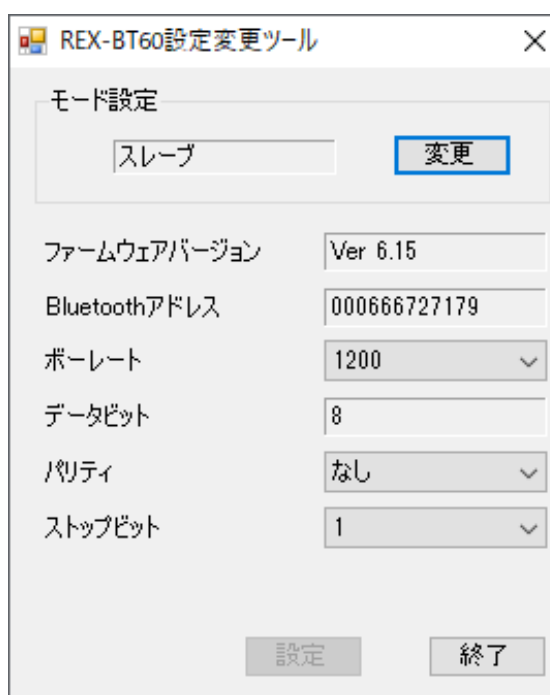 REX-BT60設定変更ツール
モード設定
スレーブ 変更
ファームウェアバージョン Ver 6.15
Bluetoothアドレス 000666727179
ボーレート 1200
データビット 8
パリティ なし
ストップビット 1
設定 終了